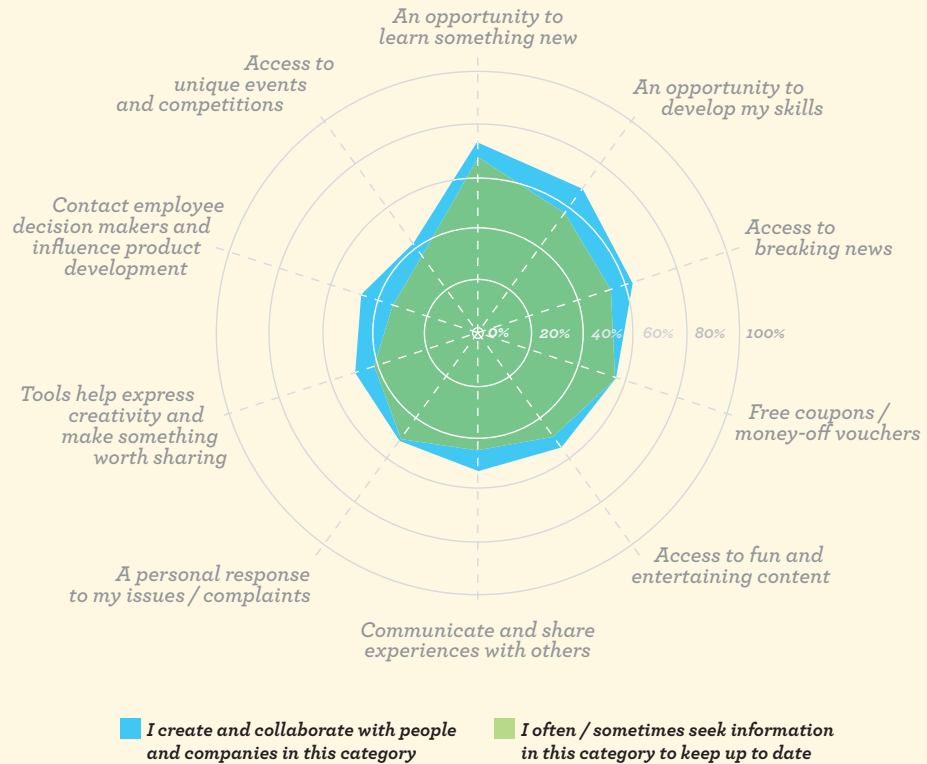 An opportunity to
learn something new
Access to
unique events
and competitions
An opportunity to
develop my skills
Contact employee
decision makers and
influence product
development
Access to
breaking news
0% 20% 40% 60% 80% 100%
Tools help express
creativity and
make something
worth sharing
Free coupons /
money-off vouchers
A personal response
to my issues / complaints
Access to fun and
entertaining content
Communicate and share
experiences with others
I create and collaborate with people
and companies in this category
I often / sometimes seek information
in this category to keep up to date